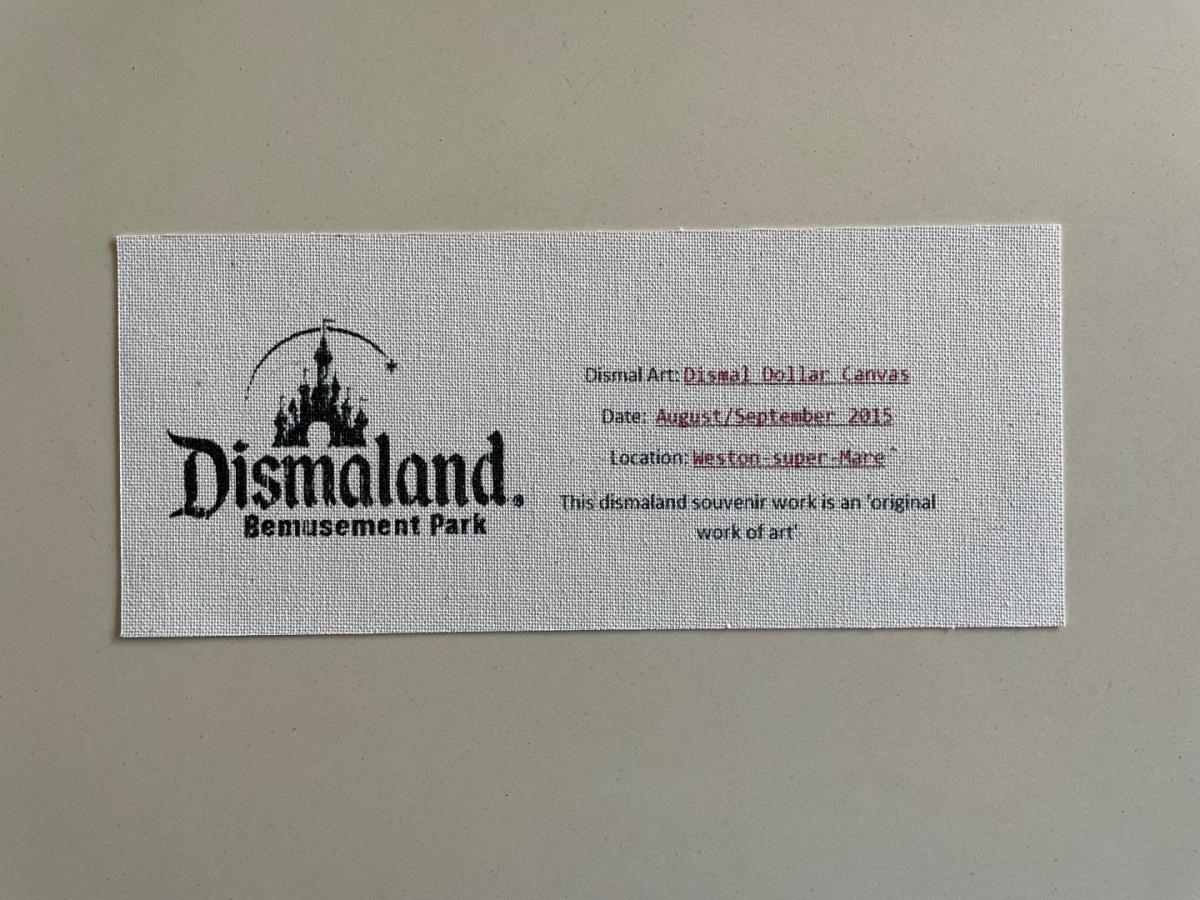 Dismaland.
Bemusement Park
Dismal Art: Dismal Dollar Canvas
Date: August/September 2015
Location: Weston-super-Mare`
This dismaland souvenir work is an 'original
work of art'